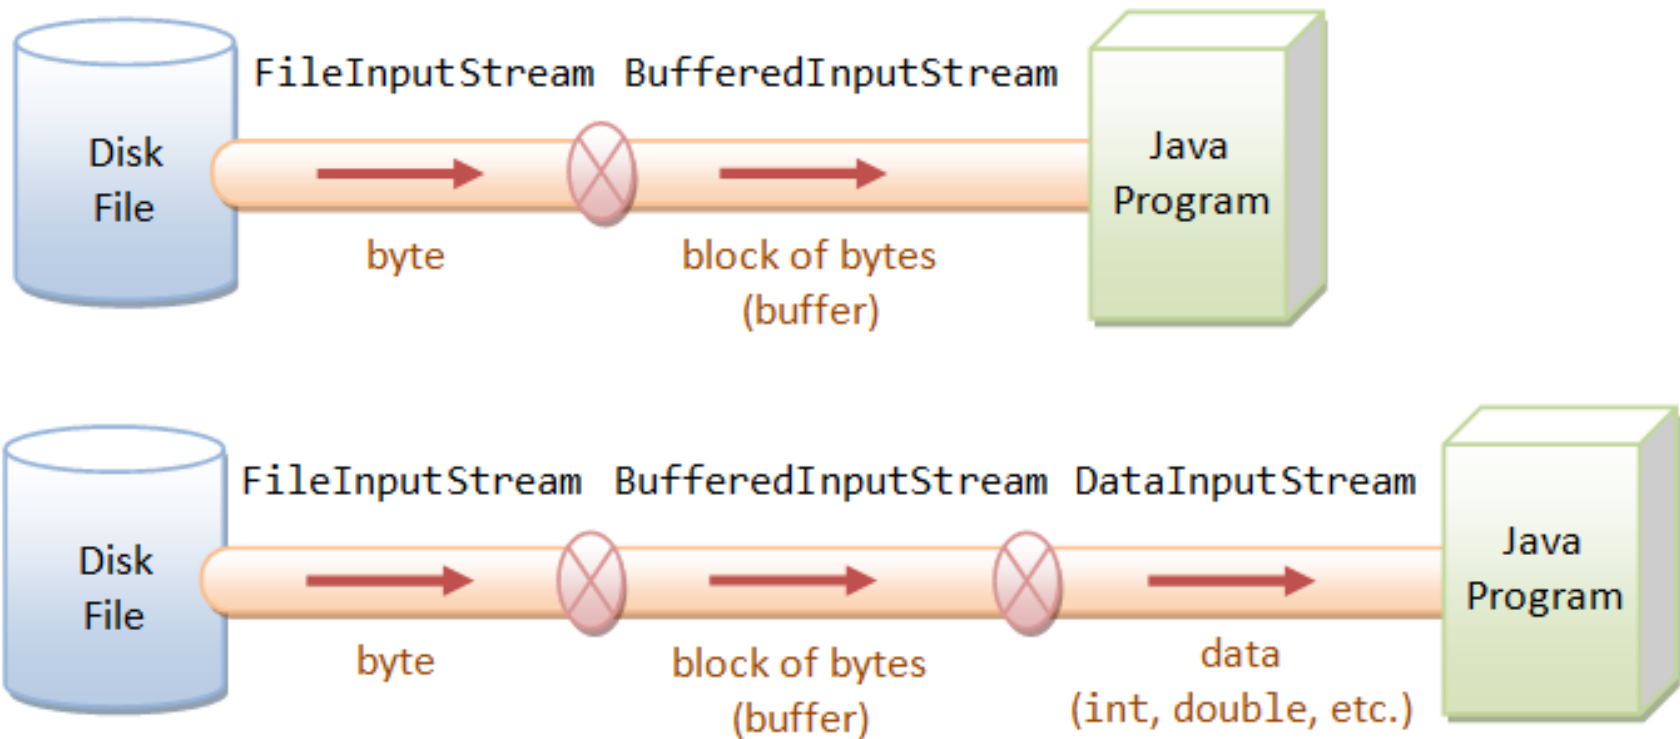 FileInputStream BufferedInputStream
Disk
File
Java
Program
byte
block of bytes
(buffer)
FileInputStream BufferedInputStream DataInputStream
Disk
File
Java
Program
byte
block of bytes
(buffer)
data
(int, double, etc.)